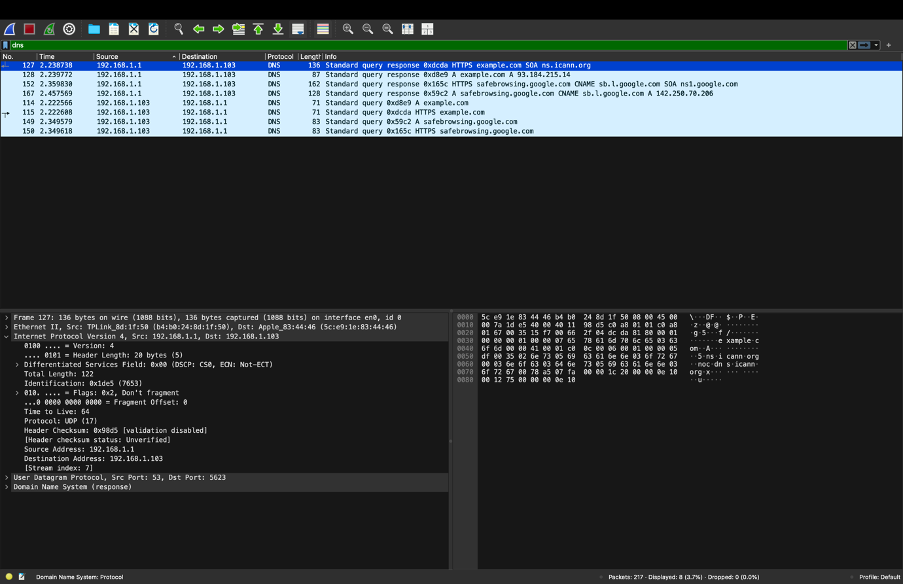 dns
No. Time Source Destination Protocol Length Info
127 2.238738 192.168.1.1 192.168.1.103 DNS 136 Standard query response 0xdcda HTTPS example.com SOA ns.icann.org
128 2.239772 192.168.1.1 192.168.1.103 DNS 87 Standard query response 0xd8e9 A example.com A 93.184.215.14
152 2.359830 192.168.1.1 192.168.1.103 DNS 162 Standard query response 0x165c HTTPS safebrowsing.google.com CNAME sb.l.google.com SOA ns1.google.com
167 2.457569 192.168.1.1 192.168.1.103 DNS 128 Standard query response 0x59c2 A safebrowsing.google.com CNAME sb.l.google.com A 142.250.70.206
114 2.222566 192.168.1.103 192.168.1.1 DNS 71 Standard query 0xd8e9 A example.com
115 2.222608 192.168.1.103 192.168.1.1 DNS 71 Standard query 0xdcda HTTPS example.com
149 2.349579 192.168.1.103 192.168.1.1 DNS 83 Standard query 0x59c2 A safebrowsing.google.com
150 2.349618 192.168.1.103 192.168.1.1 DNS 83 Standard query 0x165c HTTPS safebrowsing.google.com
Frame 127: 136 bytes on wire (1088 bits), 136 bytes captured (1088 bits) on interface en0, id 0
Ethernet II, Src: TPLink_8d:1f:50 (b4:b0:24:8d:1f:50), Dst: Apple_83:44:46 (5c:e9:1e:83:44:46)
Internet Protocol Version 4, Src: 192.168.1.1, Dst: 192.168.1.103
0100 .... = Version: 4
.... 0101 = Header Length: 20 bytes (5)
Differentiated Services Field: 0x00 (DSCP: CS0, ECN: Not-ECT)
Total Length: 122
Identification: 0x1de5 (7653)
010. .... = Flags: 0x2, Don't fragment
...0 0000 0000 0000 = Fragment Offset: 0
Time to Live: 64
Protocol: UDP (17)
Header Checksum: 0x98d5 [validation disabled]
[Header checksum status: Unverified]
Source Address: 192.168.1.1
Destination Address: 192.168.1.103
[Stream index: 7]
User Datagram Protocol, Src Port: 53, Dst Port: 5623
Domain Name System (response)
0000 5c e9 1e 83 44 46 b4 b0 24 8d 1f 50 08 00 45 00 \···DF·· $··P··E·
0010 00 7a 1d e5 40 00 40 11 98 d5 c0 a8 01 01 c0 a8 ·z··@·@· ········
0020 01 67 00 35 15 f7 00 66 2f 04 dc da 81 80 00 01 ·g·5···f /·······
0030 00 00 00 01 00 00 07 65 78 61 6d 70 6c 65 03 63 ·······e xample·c
0040 6f 6d 00 00 41 00 01 c0 0c 00 06 00 01 00 00 05 om··A··· ········
0050 df 00 35 02 6e 73 05 69 63 61 6e 6e 03 6f 72 67 ··5·ns·i cann·org
0060 00 03 6e 6f 63 03 64 6e 73 05 69 63 61 6e 6e 03 ··noc·dn s·icann·
0070 6f 72 67 00 78 a5 07 fa 00 00 1c 20 00 00 0e 10 org·x··· ··· ····
0080 00 12 75 00 00 00 0e 10 ··u·····
Domain Name System: Protocol
Packets: 217 · Displayed: 8 (3.7%) · Dropped: 0 (0.0%)
Profile: Default